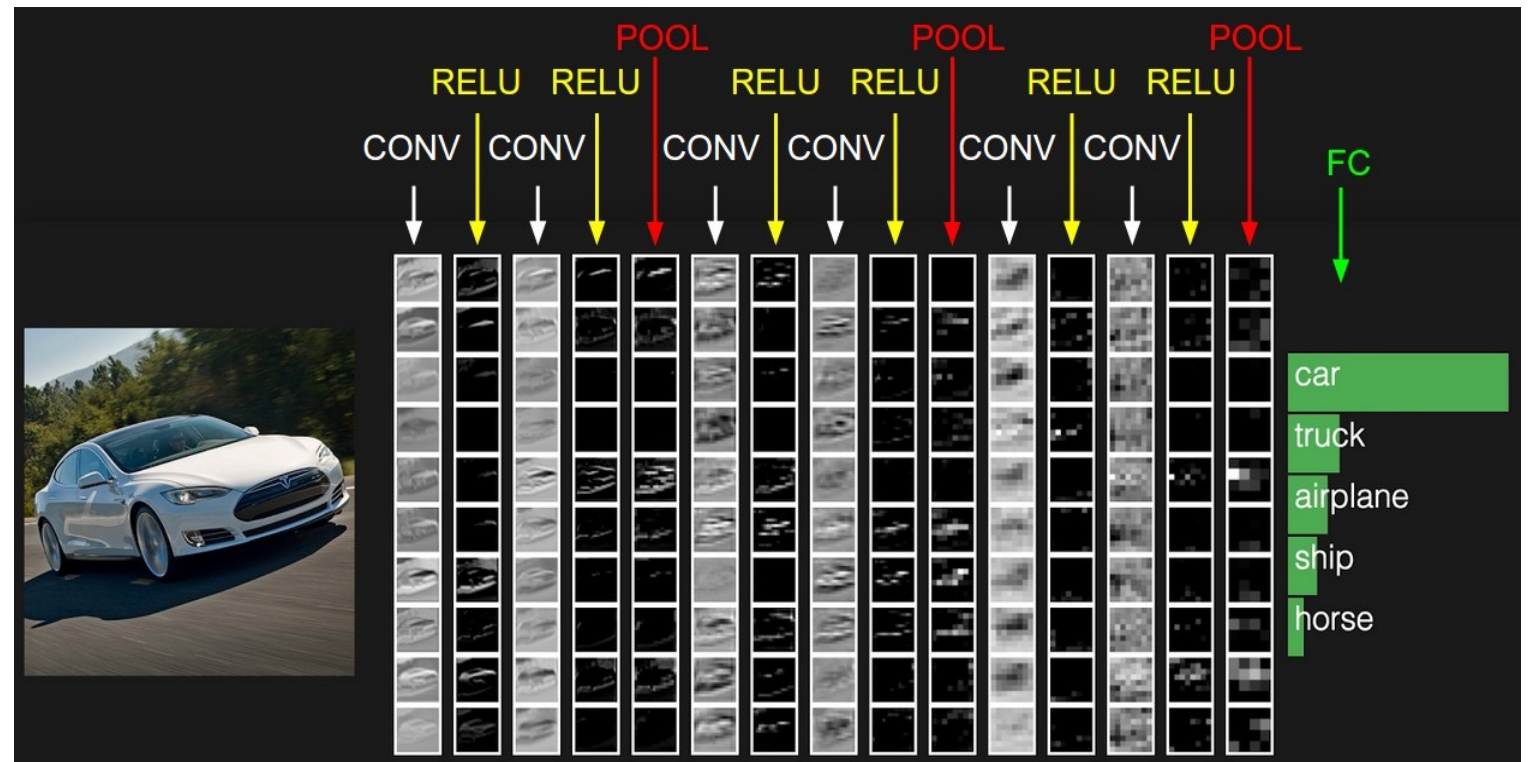 POOL POOL POOL
RELU RELU RELU RELU RELU RELU
CONV CONV CONV CONV CONV CONV
FC
car
truck
airplane
ship
horse